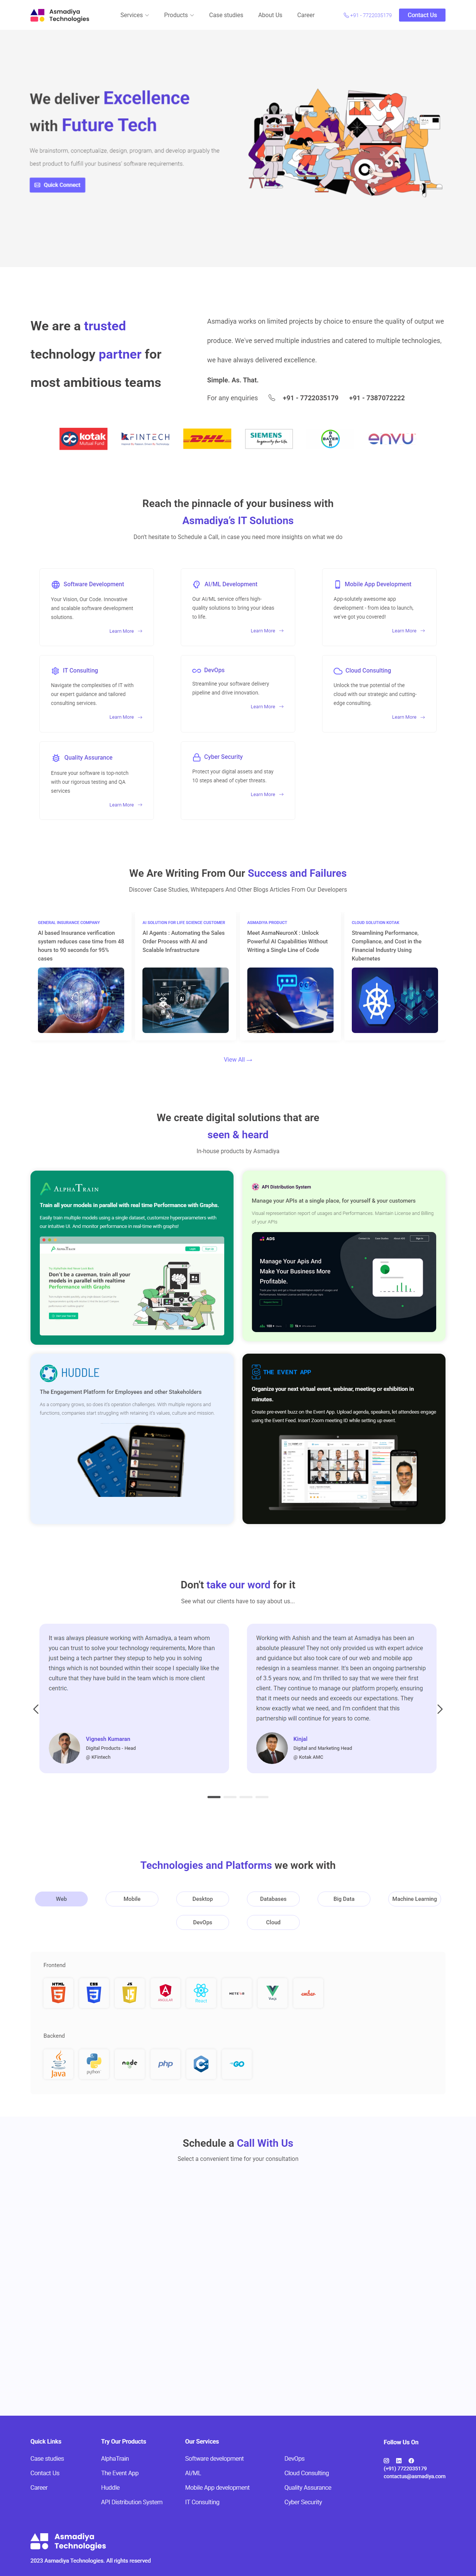 Asmadiya
Technologies
Services
Products
Case studies
About Us
Career
+91 - 7722035179
Contact Us
We deliver Excellence
with Future Tech
We brainstorm, conceptualize, design, program, and develop arguably the
best product to fulfill your business' software requirements.
Quick Connect
We are a trusted
technology partner for
most ambitious teams
Asmadiya works on limited projects by choice to ensure the quality of output we
produce. We've served multiple industries and catered to multiple technologies,
we have always delivered excellence.
Simple. As. That.
For any enquiries
+91 - 7722035179
+91 - 7387072222
kotak
Mutual Fund
KFINTECH
DHL
SIEMENS
Ingenuity for life
BAYER
envu
Reach the pinnacle of your business with
Asmadiya's IT Solutions
Don't hesitate to Schedule a Call, in case you need more insights on what we do
Software Development
Your Vision, Our Code. Innovative
and scalable software development
solutions.
Learn More
AI/ML Development
Our AI/ML service offers high-
quality solutions to bring your ideas
to life.
Learn More
Mobile App Development
App-solutely awesome app
development - from idea to launch,
we've got you covered!
Learn More
IT Consulting
Navigate the complexities of IT with
our expert guidance and tailored
consulting services.
Learn More
DevOps
Streamline your software delivery
pipeline and drive innovation.
Learn More
Cloud Consulting
Unlock the true potential of the
cloud with our strategic and cutting-
edge consulting.
Learn More
Quality Assurance
Ensure your software is top-notch
with our rigorous testing and QA
services
Learn More
Cyber Security
Protect your digital assets and stay
10 steps ahead of cyber threats.
Learn More
We Are Writing From Our Success and Failures
Discover Case Studies, Whitepapers And Other Blogs Articles From Our Developers
GENERAL INSURANCE COMPANY
AI based Insurance verification
system reduces case time from 48
hours to 90 seconds for 95%
cases
AI SOLUTION FOR LIFE SCIENCE CUSTOMER
AI Agents : Automating the Sales
Order Process with AI and
Scalable Infrastructure
ASMADIYA PRODUCT
Meet AsmaNeuronX : Unlock
Powerful AI Capabilities Without
Writing a Single Line of Code
CLOUD SOLUTION-KOTAK
Streamlining Performance,
Compliance, and Cost in the
Financial Industry Using
Kubernetes
View All
We create digital solutions that are
seen & heard
In-house products by Asmadiya
ALPHATRAIN
Train all your models in parallel with real time Performance with Graphs.
Easily train multiple models using a single dataset, customize hyperparameters with
our intuitive UI. And monitor performance in real-time with graphs!
Don't be a caveman, train all your
models in parallel with realtime
Performance with Graphs
API Distribution System
Manage your APIs at a single place, for yourself & your customers
Visual representation report of usages and Performances. Maintain License and Billing
of your APIs
ADS
Manage Your Apis And
Make Your Business More
Profitable.
HUDDLE
The Engagement Platform for Employees and other Stakeholders
As a company grows, so does it's operation challenges. With multiple regions and
functions, companies start struggling with employee's values, culture and mission.
THE EVENT APP
Organize your next virtual event, webinar, meeting or exhibition in
minutes.
Create pre-event buzz on the Event App. Upload agenda, speakers, let attendees engage
using the Event Feed. Insert Zoom meeting ID while setting up event.
Don't take our word for it
See what our clients have to say about us...
It was always pleasure working with Asmadiya, a team whom
you can trust to solve your technology requirements, More than
just being a tech partner they stepup to help you in solving
things which is not bounded within their scope I specially like the
culture that they have build in the team which is more client
centric.
Vignesh Kumaran
Digital Products - Head
@ KFintech
Working with Ashish and the team at Asmadiya has been an
absolute pleasure! They not only provided us with expert advice
and guidance but also took care of our web and mobile app
redesign in a seamless manner. It's been an ongoing partnership
of 3.5 years now, and I'm thrilled to say that we were their first
client. They continue to manage our platform properly, ensuring
that it meets our needs and exceeds our expectations. They
know exactly what we need, and I'm confident that this
partnership will continue for years to come.
Kinjal
Digital and Marketing Head
@ Kotak AMC
Technologies and Platforms we work with
Web
Mobile
Desktop
Databases
Big Data
Machine Learning
DevOps
Cloud
Frontend
HTML
CSS
JS
ANGULAR
React
METEOR
Vue.js
ember
Backend
Java
python
node
php
C++
GO
Schedule a Call With Us
Select a convenient time for your consultation
Quick Links
Case studies
Contact Us
Career
Try Our Products
AlphaTrain
The Event App
Huddle
API Distribution System
Our Services
Software development
AI/ML
Mobile App development
IT Consulting
DevOps
Cloud Consulting
Quality Assurance
Cyber Security
Follow Us On
(+91) 7722035179
contactus@asmadiya.com
Asmadiya
Technologies
2023 Asmadiya Technologies. All rights reserved